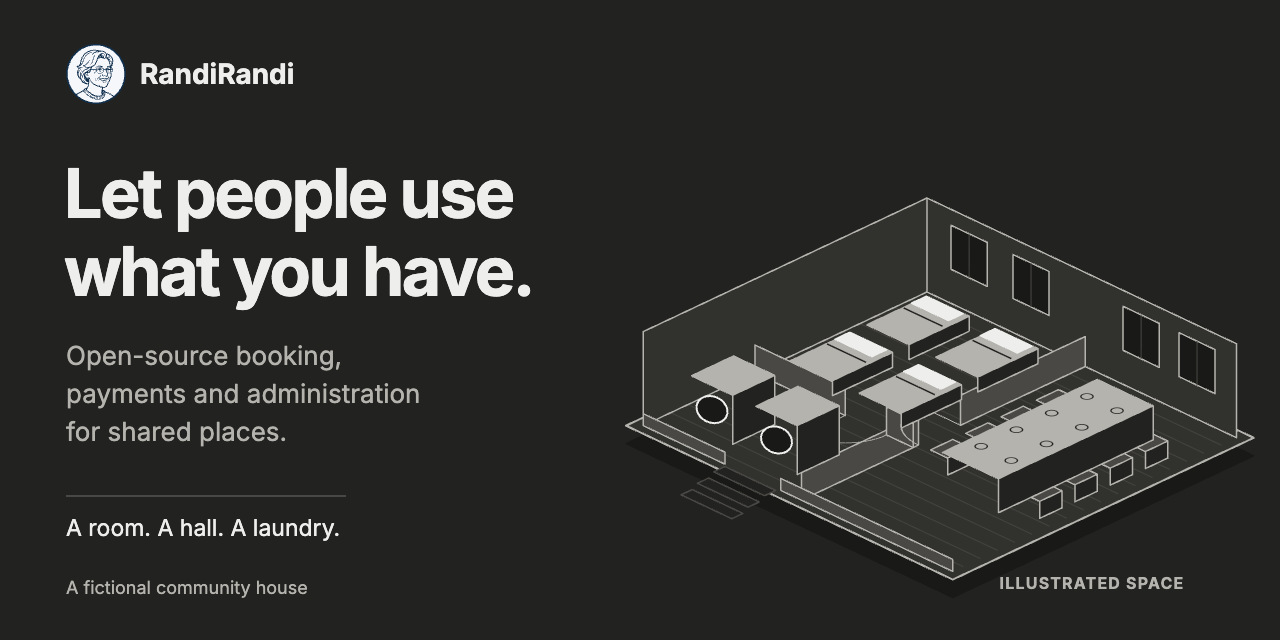 RandiRandi
Let people use
what you have.
Open-source booking,
payments and administration
for shared places.
A room. A hall. A laundry.
A fictional community house
ILLUSTRATED SPACE